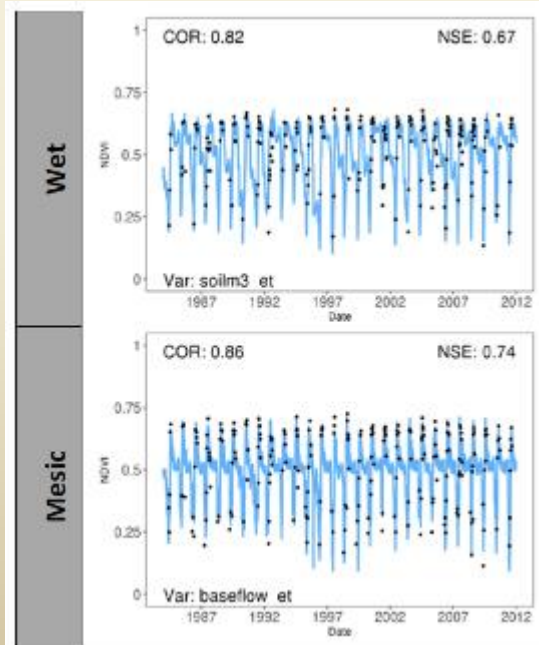 Wet
COR: 0.82
NSE: 0.67
1
0.75
0.5
0.25
0
NDVI
Var: soilm3_et
1987
1992
1997
2002
2007
2012
Date
Mesic
COR: 0.86
NSE: 0.74
1
0.75
0.5
0.25
0
NDVI
Var: baseflow_et
1987
1992
1997
2002
2007
2012
Date